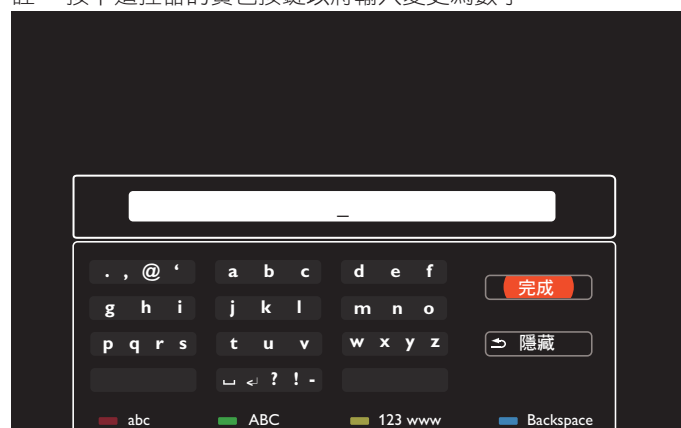 _
. , @ ‘ a b c d e f
完成
g h i j k l m n o
p q r s t u v w x y z
隱藏
␣ ↵ ? ! -
abc ABC 123 www Backspace